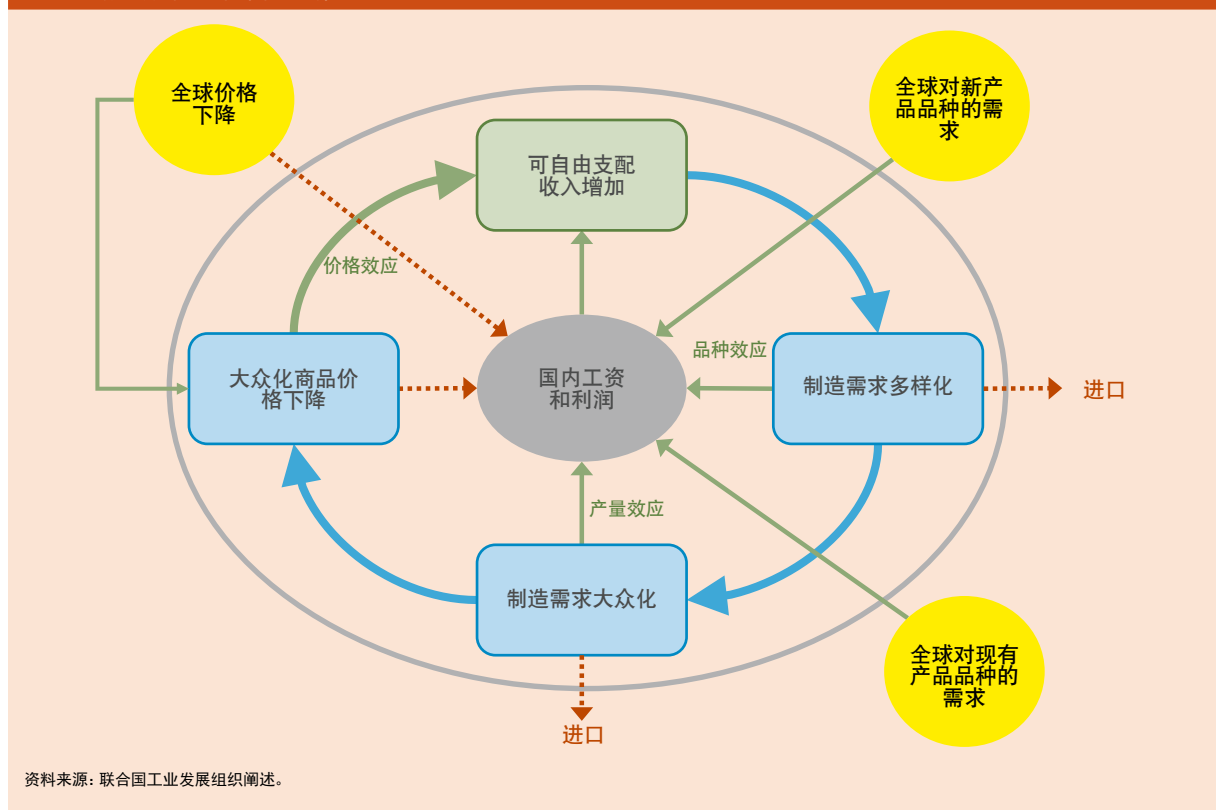 全球价格
下降
全球对新产
品品种的需
求
可自由支配
收入增加
价格效应
品种效应
大众化商品价
格下降
国内工资
和利润
制造需求多样化
进口
产量效应
制造需求大众化
全球对现有
产品品种的
需求
进口
资料来源：联合国工业发展组织阐述。